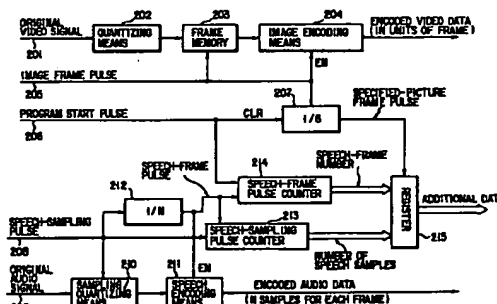 ORIGINAL
VIDEO SIGNAL
201
202
QUANTIZING
MEANS
203
FRAME
MEMORY
204
IMAGE ENCODING
MEANS
ENCODED VIDEO DATA
(IN UNITS OF FRAME)
IMAGE FRAME PULSE
205
EN
207
SPECIFIED-PICTURE
FRAME PULSE
PROGRAM START PULSE
206
CLR
1/6
SPEECH-FRAME
PULSE
214
SPEECH-FRAME
NUMBER
212
1/N
SPEECH-FRAME
PULSE COUNTER
REGISTER
ADDITIONAL DATA
213
SPEECH-SAMPLING
PULSE
208
SPEECH-SAMPLING
PULSE COUNTER
215
NUMBER
OF SPEECH SAMPLES
ORIGINAL
AUDIO SIGNAL
210
211
EN
SAMPLING/
QUANTIZING
MEANS
SPEECH
ENCODING
MEANS
ENCODED AUDIO DATA
(N SAMPLES FOR EACH FRAME)